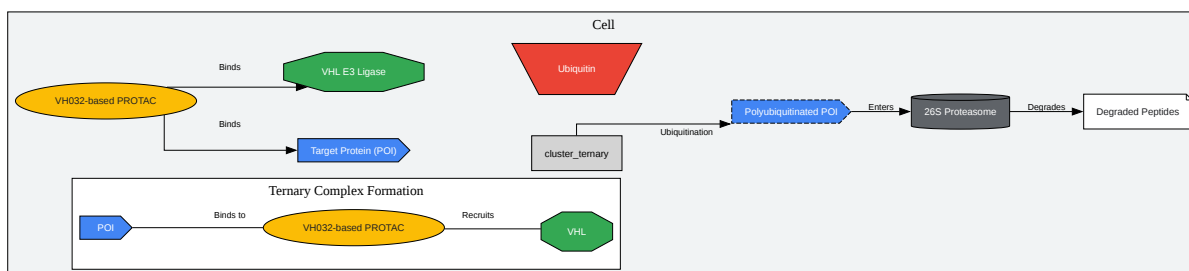 Cell
Binds
VHL E3 Ligase
Ubiquitin
VH032-based PROTAC
Binds
Target Protein (POI)
cluster_ternary
Ubiquitination
Polyubiquitinated POI
Enters
26S Proteasome
Degrades
Degraded Peptides
Ternary Complex Formation
POI
Binds to
VH032-based PROTAC
Recruits
VHL